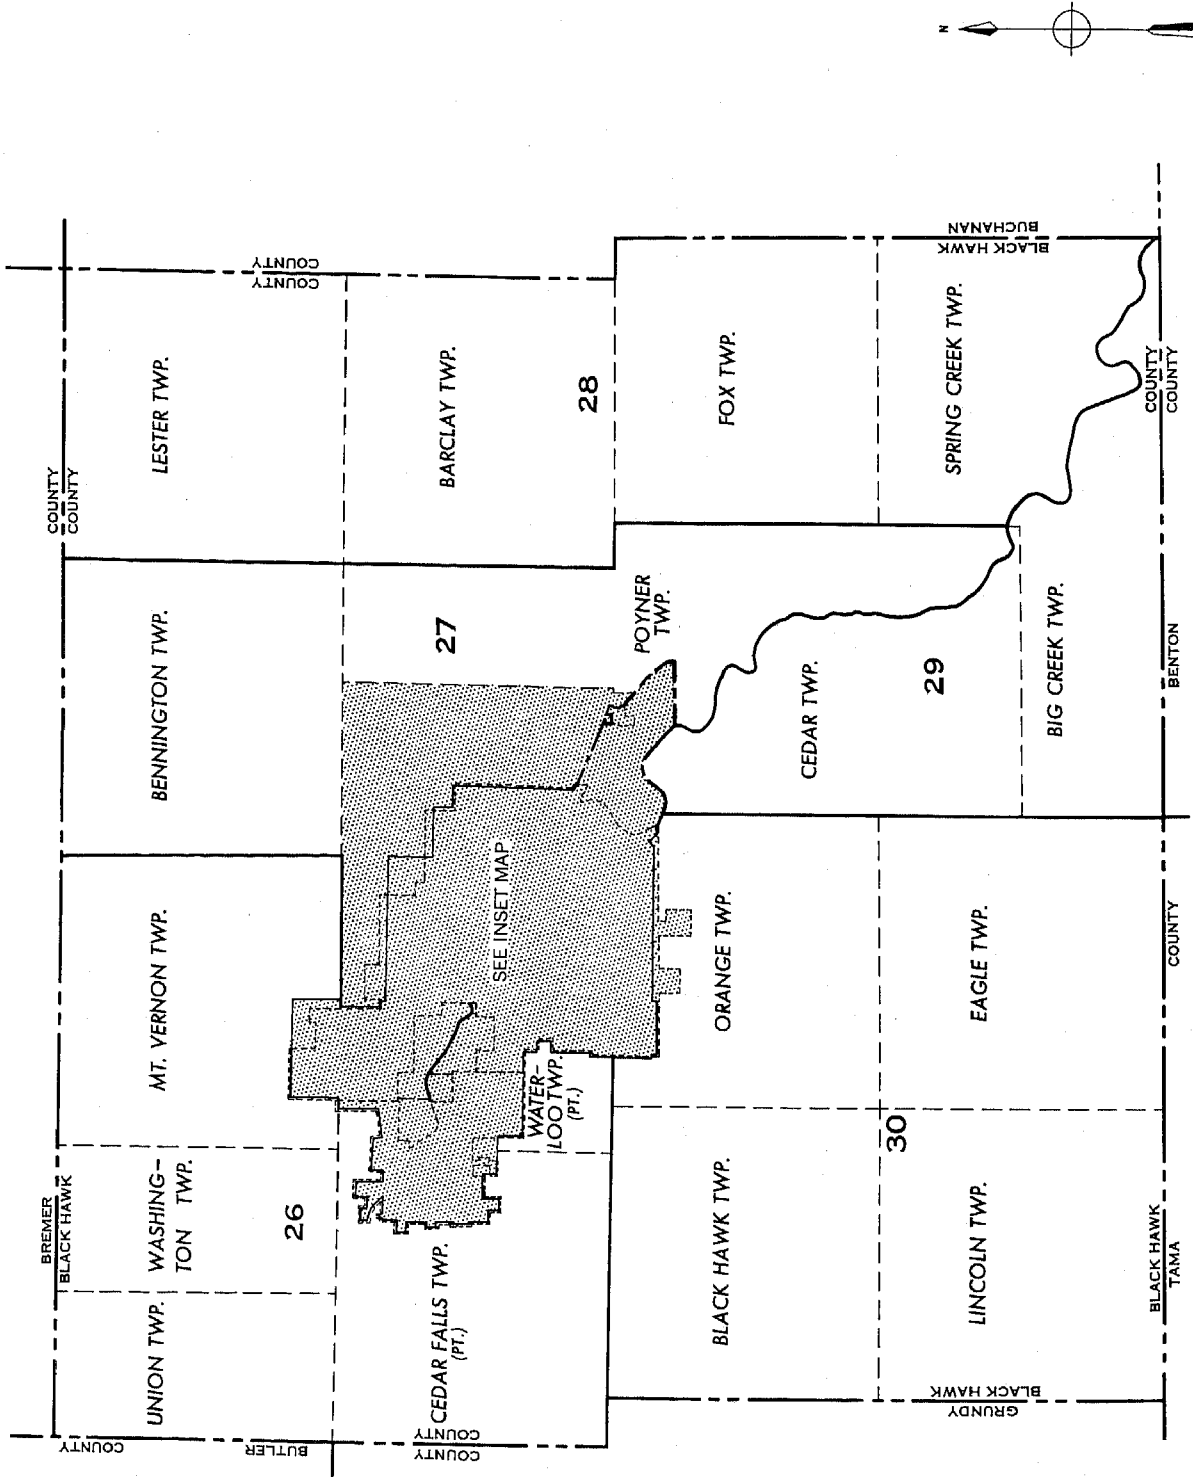 N
BREMER
BLACK HAWK
COUNTY
COUNTY
UNION TWP.
WASHING-
TON TWP.
MT. VERNON TWP.
BENNINGTON TWP.
LESTER TWP.
26
COUNTY
BUTLER
COUNTY
COUNTY
COUNTY
COUNTY
CEDAR FALLS TWP.
(PT.)
WATER-
LOO TWP.
(PT.)
SEE INSET MAP
27
BARCLAY TWP.
28
POYNER
TWP.
BLACK HAWK TWP.
ORANGE TWP.
CEDAR TWP.
FOX TWP.
30
29
LINCOLN TWP.
EAGLE TWP.
BIG CREEK TWP.
SPRING CREEK TWP.
GRUNDY
BLACK HAWK
BLACK HAWK
BUCHANAN
BLACK HAWK
TAMA
COUNTY
BENTON
COUNTY
COUNTY